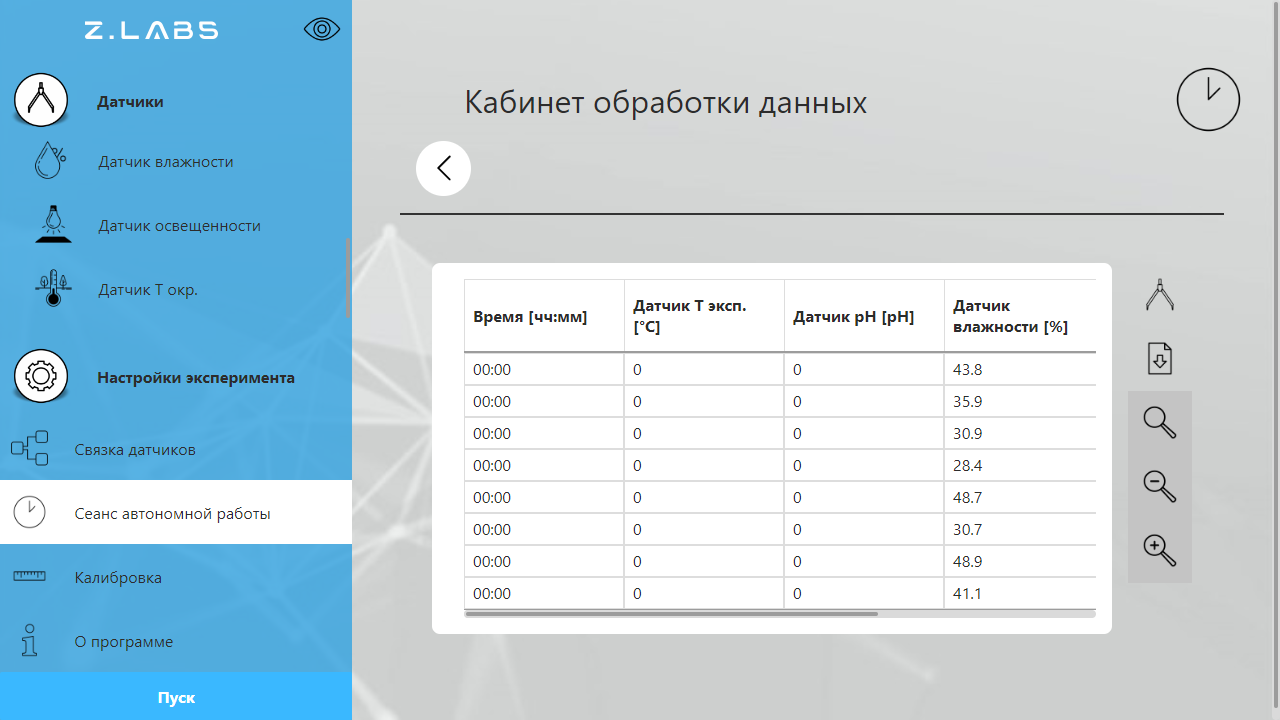 Z.LABS
Датчики
Датчик влажности
Датчик освещенности
Датчик Т окр.
Настройки эксперимента
Связка датчиков
Сеанс автономной работы
Калибровка
О программе
Пуск
Кабинет обработки данных
Время [чч:мм] Датчик Т эксп. [°C] Датчик pH [pH] Датчик влажности [%]
00:00 0 0 43.8
00:00 0 0 35.9
00:00 0 0 30.9
00:00 0 0 28.4
00:00 0 0 48.7
00:00 0 0 30.7
00:00 0 0 48.9
00:00 0 0 41.1